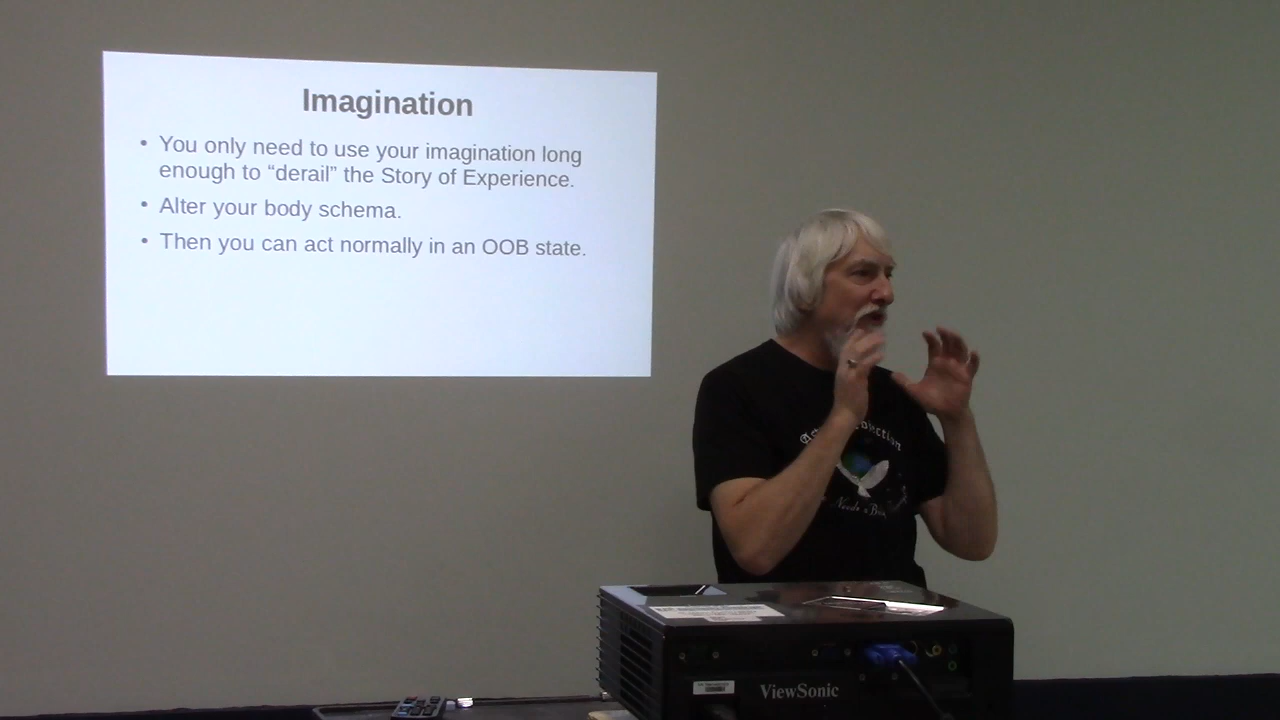 Imagination
• You only need to use your imagination long
enough to “derail” the Story of Experience.
• Alter your body schema.
• Then you can act normally in an OOB state.
Needs a
ViewSonic